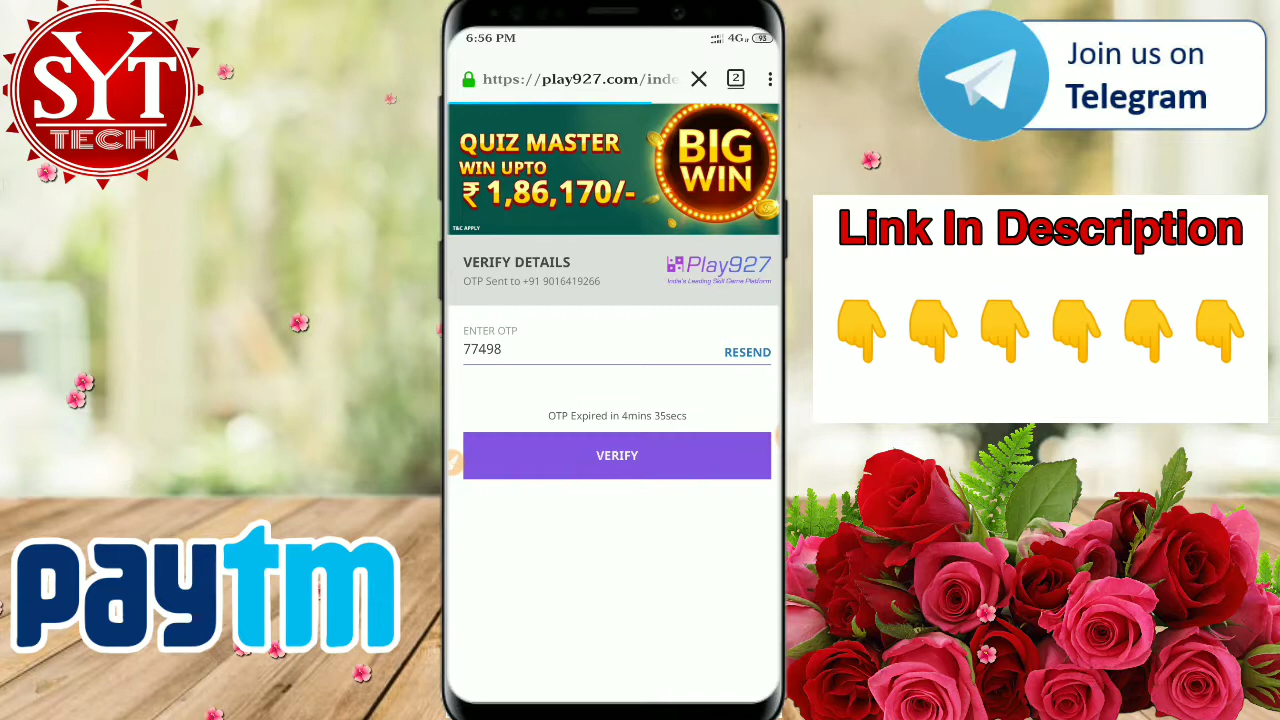 SYT
TECH
6:56 PM
4G
93
https://play927.com/inde
2
QUIZ MASTER
WIN UPTO
₹ 1,86,170/-
BIG
WIN
T&C APPLY
VERIFY DETAILS
OTP Sent to +91 9016419266
Play927
India's Leading Skill Game Platform
ENTER OTP
77498
RESEND
OTP Expired in 4mins 35secs
VERIFY
Join us on
Telegram
Link In Description
paytm